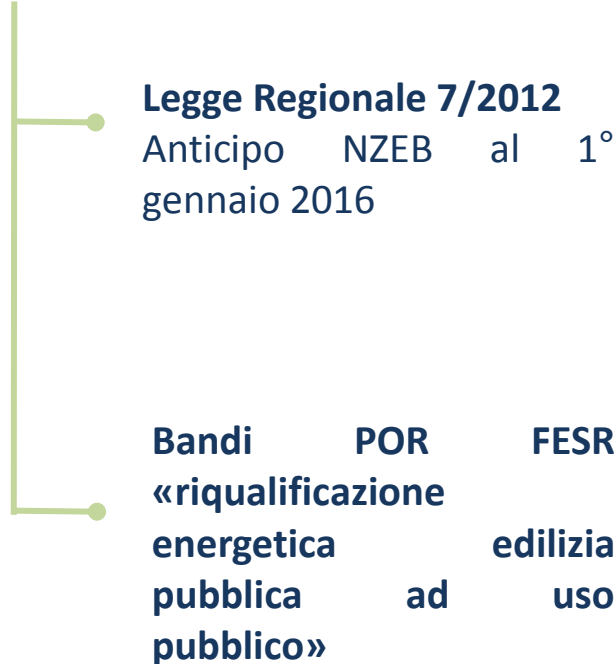 Legge Regionale 7/2012
Anticipo NZEB al 1°
gennaio 2016
Bandi POR FESR
«riqualificazione
energetica edilizia
pubblica ad uso
pubblico»